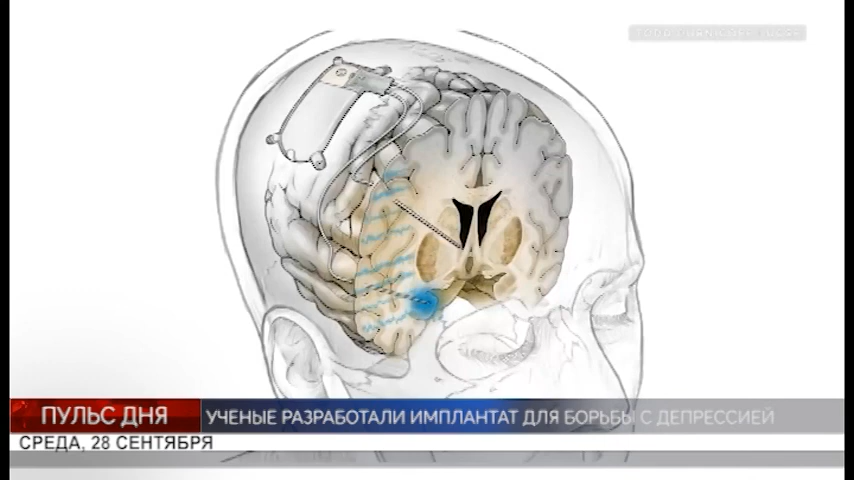 ПУЛЬС ДНЯ
УЧЕНЫЕ РАЗРАБОТАЛИ ИМПЛАНТАТ ДЛЯ БОРЬБЫ С ДЕПРЕССИЕЙ
СРЕДА, 28 СЕНТЯБРЯ